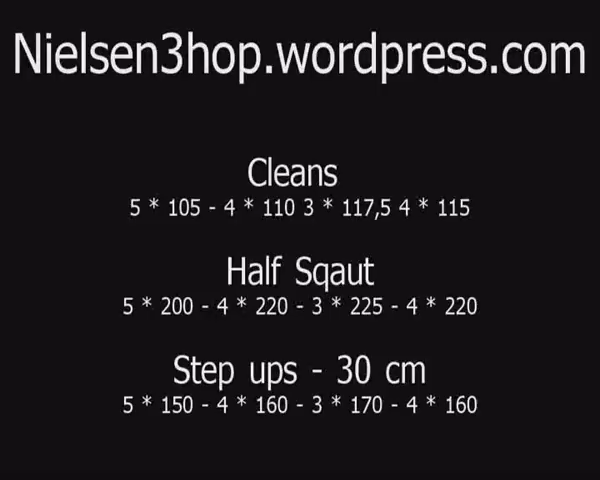 Nielsen3hop.wordpress.com
Cleans
5 * 105 - 4 * 110 3 * 117,5 4 * 115
Half Sqaut
5 * 200 - 4 * 220 - 3 * 225 - 4 * 220
Step ups - 30 cm
5 * 150 - 4 * 160 - 3 * 170 - 4 * 160